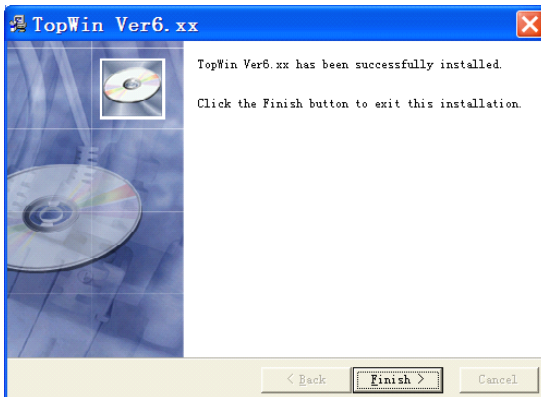 TopWin Ver6.xx
TopWin Ver6.xx has been successfully installed.
Click the Finish button to exit this installation.
< Back
Finish >
Cancel